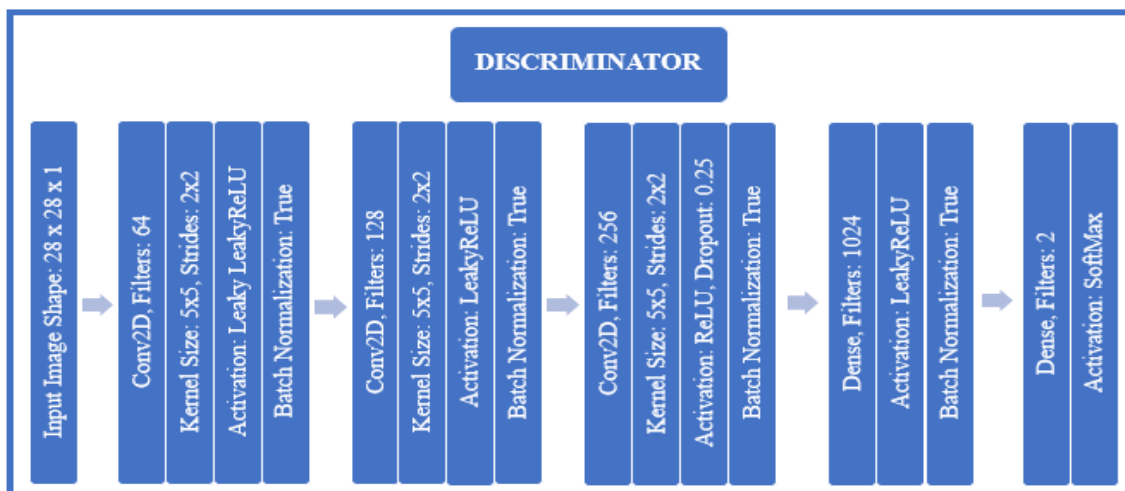 DISCRIMINATOR
Input Image Shape: 28 x 28 x 1
Conv2D, Filters: 64
Kernel Size: 5x5, Strides: 2x2
Activation: Leaky LeakyReLU
Batch Normalization: True
Conv2D, Filters: 128
Kernel Size: 5x5, Strides: 2x2
Activation: LeakyReLU
Batch Normalization: True
Conv2D, Filters: 256
Kernel Size: 5x5, Strides: 2x2
Activation: ReLU, Dropout: 0.25
Batch Normalization: True
Dense, Filters: 1024
Activation: LeakyReLU
Batch Normalization: True
Dense, Filters: 2
Activation: SoftMax